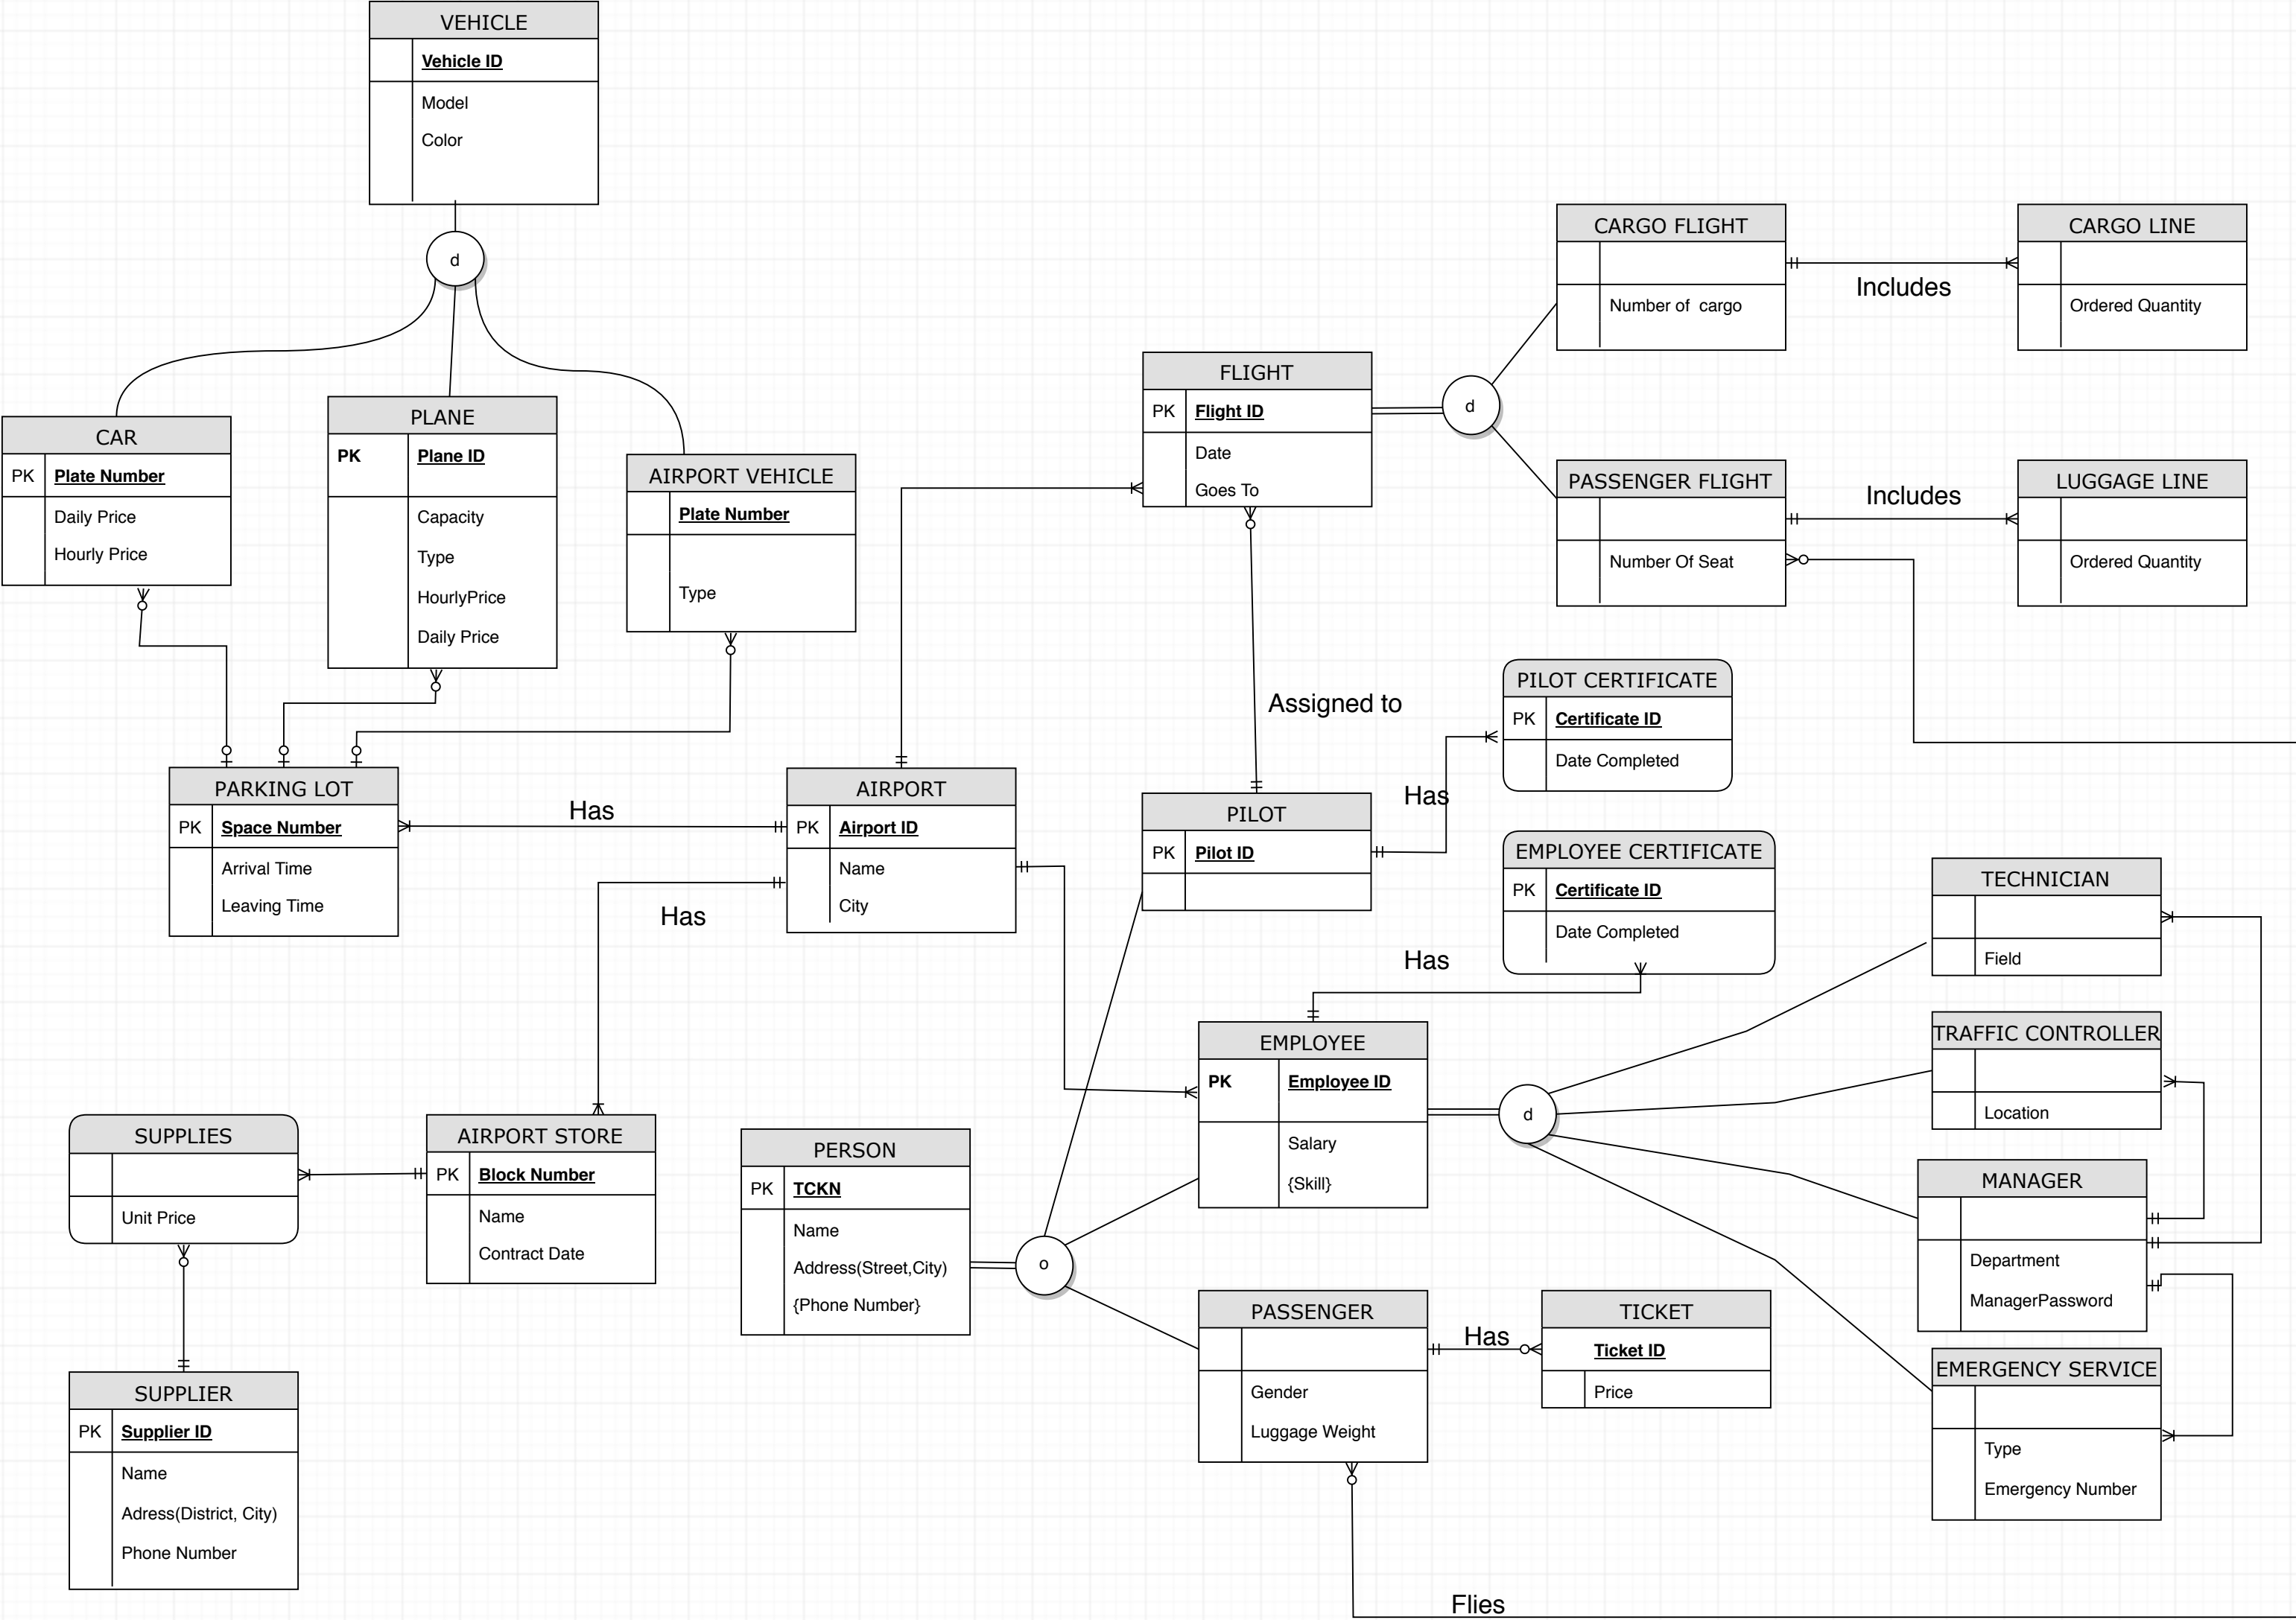 VEHICLE
Vehicle ID
Model
Color
d
CAR
PK Plate Number
Daily Price
Hourly Price
PLANE
PK Plane ID
Capacity
Type
HourlyPrice
Daily Price
AIRPORT VEHICLE
Plate Number
Type
FLIGHT
PK Flight ID
Date
Goes To
d
CARGO FLIGHT
Number of cargo
Includes
CARGO LINE
Ordered Quantity
PASSENGER FLIGHT
Number Of Seat
Includes
LUGGAGE LINE
Ordered Quantity
PARKING LOT
PK Space Number
Arrival Time
Leaving Time
Has
AIRPORT
PK Airport ID
Name
City
Has
Assigned to
PILOT
PK Pilot ID
Has
PILOT CERTIFICATE
PK Certificate ID
Date Completed
EMPLOYEE CERTIFICATE
PK Certificate ID
Date Completed
Has
EMPLOYEE
PK Employee ID
Salary
{Skill}
d
TECHNICIAN
Field
TRAFFIC CONTROLLER
Location
MANAGER
Department
ManagerPassword
EMERGENCY SERVICE
Type
Emergency Number
SUPPLIES
Unit Price
AIRPORT STORE
PK Block Number
Name
Contract Date
PERSON
PK TCKN
Name
Address(Street,City)
{Phone Number}
o
PASSENGER
Gender
Luggage Weight
Has
TICKET
Ticket ID
Price
SUPPLIER
PK Supplier ID
Name
Adress(District, City)
Phone Number
Flies